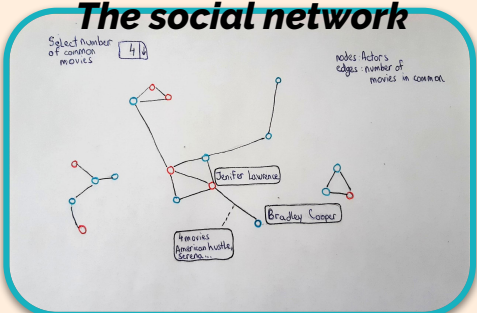 The social network
Select number
of common
movies
4
nodes: Actors
edges: number of
movies in common
Jenifer Lawrence
Bradley Cooper
4 movies
American hustle,
serena...